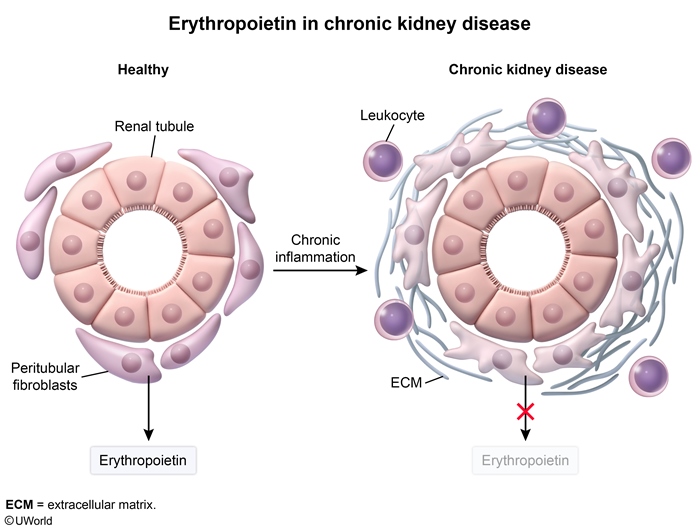 Erythropoietin in chronic kidney disease
Healthy
Chronic kidney disease
Renal tubule
Leukocyte
Chronic
inflammation
Peritubular
fibroblasts
ECM
Erythropoietin
Erythropoietin
ECM = extracellular matrix.
©UWorld